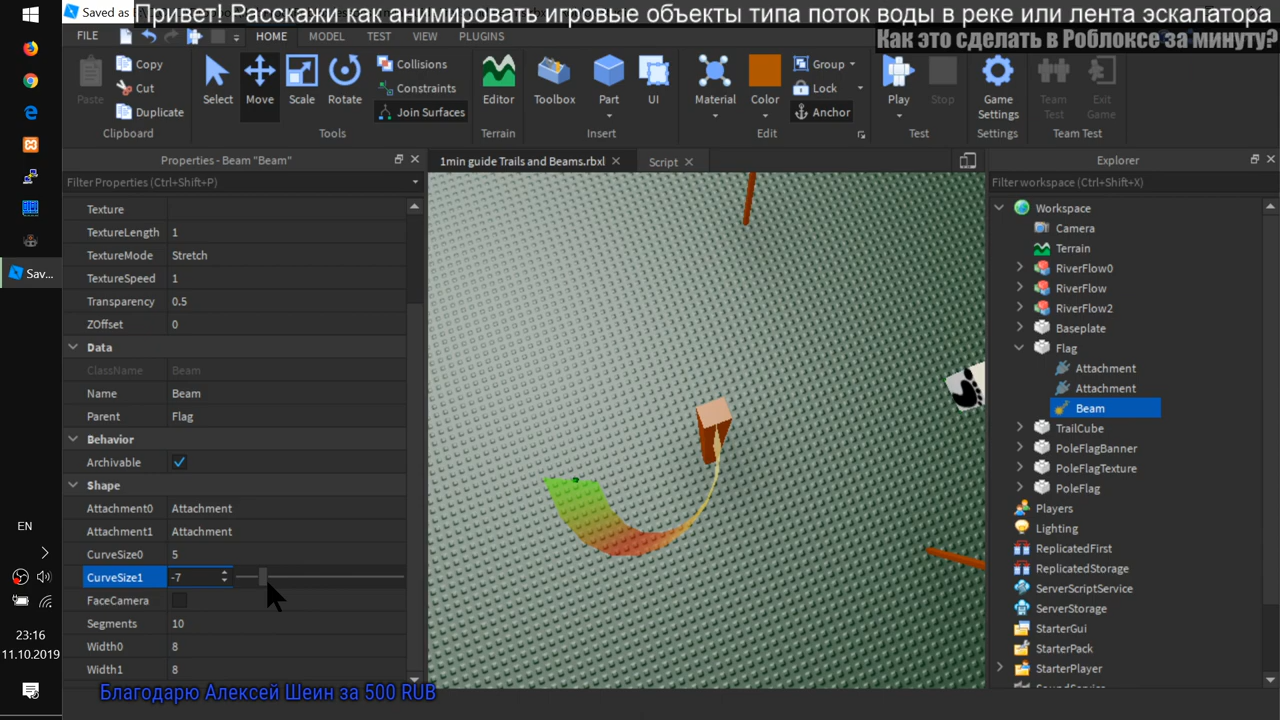 Saved as
Привет! Расскажи как анимировать игровые объекты типа поток воды в реке или лента эскалатора
Как это сделать в Роблоксе за минуту?
FILE
HOME
MODEL
TEST
VIEW
PLUGINS
Paste
Copy
Cut
Duplicate
Clipboard
Select
Move
Scale
Rotate
Collisions
Constraints
Join Surfaces
Tools
Editor
Terrain
Toolbox
Part
UI
Insert
Material
Color
Group
Lock
Anchor
Edit
Play
Stop
Test
Game
Settings
Settings
Team
Test
Exit
Game
Team Test
Properties - Beam "Beam"
Filter Properties (Ctrl+Shift+P)
Texture
TextureLength 1
TextureMode Stretch
TextureSpeed 1
Transparency 0.5
ZOffset 0
Data
ClassName Beam
Name Beam
Parent Flag
Behavior
Archivable
Shape
Attachment0 Attachment
Attachment1 Attachment
CurveSize0 5
CurveSize1 -7
FaceCamera
Segments 10
Width0 8
Width1 8
1min guide Trails and Beams.rbxl
Script
Explorer
Filter workspace (Ctrl+Shift+X)
Workspace
Camera
Terrain
RiverFlow0
RiverFlow
RiverFlow2
Baseplate
Flag
Attachment
Attachment
Beam
TrailCube
PoleFlagBanner
PoleFlagTexture
PoleFlag
Players
Lighting
ReplicatedFirst
ReplicatedStorage
ServerScriptService
ServerStorage
StarterGui
StarterPack
StarterPlayer
SoundService
Sav...
EN
23:16
11.10.2019
Благодарю Алексей Шеин за 500 RUB